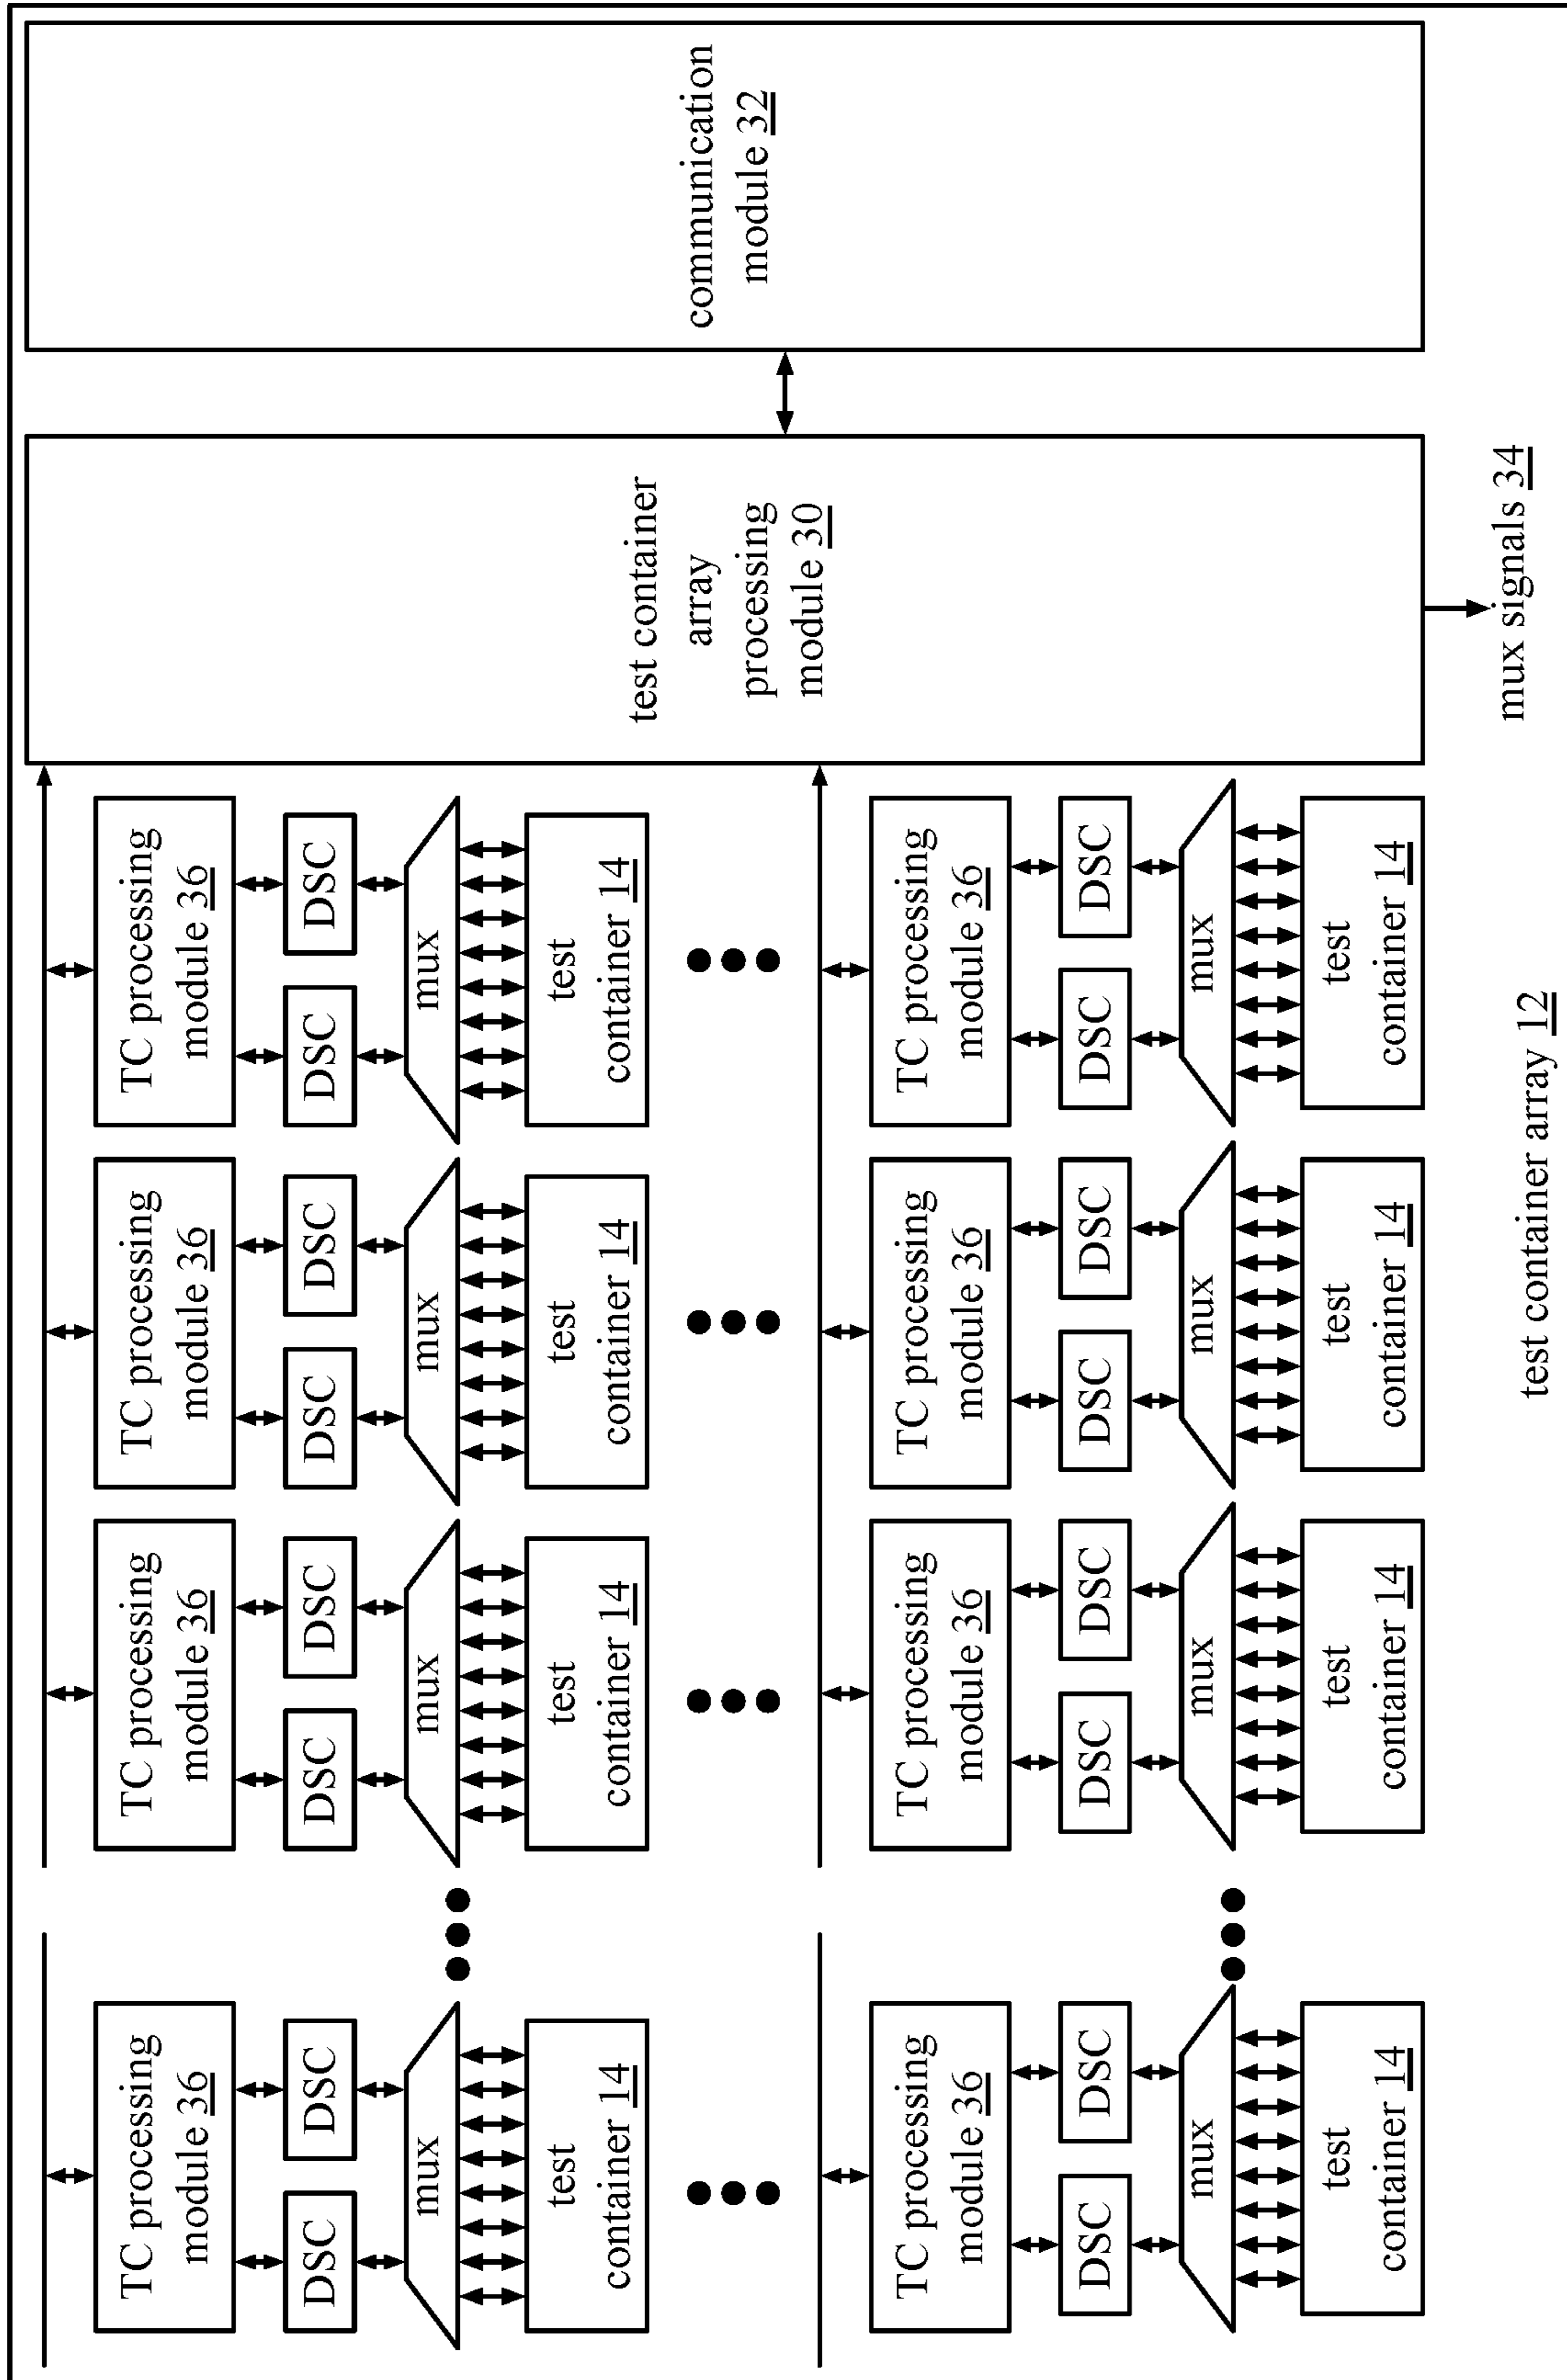 TC processing
module 36
DSC
DSC
mux
test
container 14
TC processing
module 36
DSC
DSC
mux
test
container 14
TC processing
module 36
DSC
DSC
mux
test
container 14
TC processing
module 36
DSC
DSC
mux
test
container 14
TC processing
module 36
DSC
DSC
mux
test
container 14
TC processing
module 36
DSC
DSC
mux
test
container 14
TC processing
module 36
DSC
DSC
mux
test
container 14
TC processing
module 36
DSC
DSC
mux
test
container 14
test container
array
processing
module 30
communication
module 32
mux signals 34
test container array 12